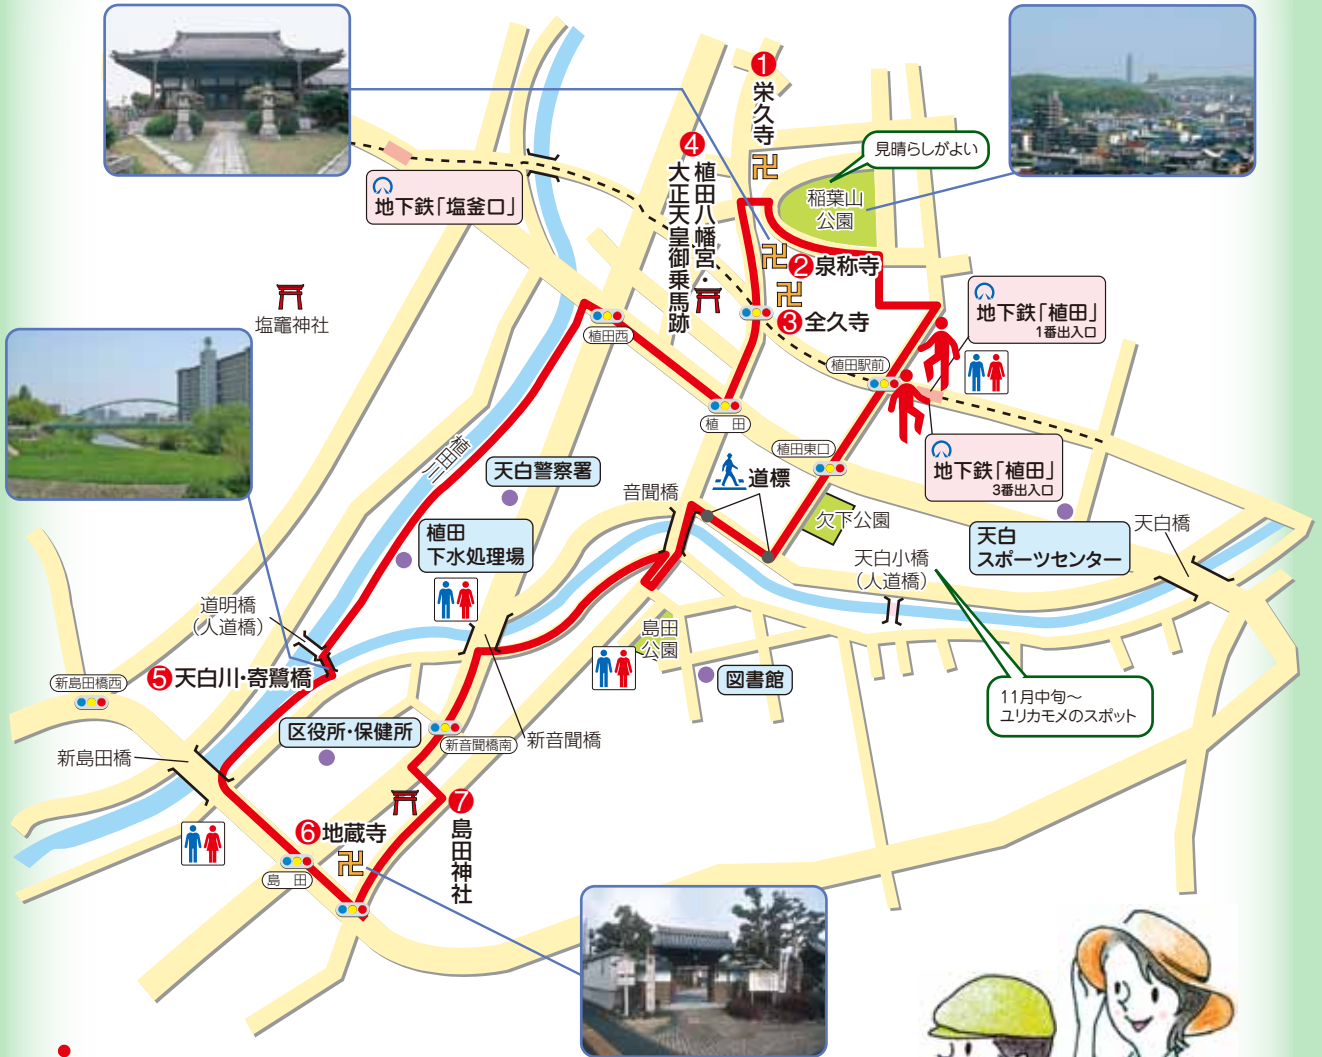 1
栄久寺
4
植田八幡宮・
大正天皇御乗馬跡
見晴らしがよい
稲葉山
公園
地下鉄「塩釜口」
2 泉称寺
3 全久寺
塩竈神社
植田西
地下鉄「植田」
1番出入口
植田駅前
植田
植田東口
地下鉄「植田」
3番出入口
植田川
天白警察署
音聞橋
道標
欠下公園
植田
下水処理場
天白
スポーツセンター
天白橋
天白小橋
（人道橋）
道明橋
（人道橋）
島田
公園
5 天白川・寄鷺橋
図書館
11月中旬～
ユリカモメのスポット
新島田橋西
区役所・保健所
新音聞橋南
新音聞橋
新島田橋
6 地蔵寺
7
島田神社
島田